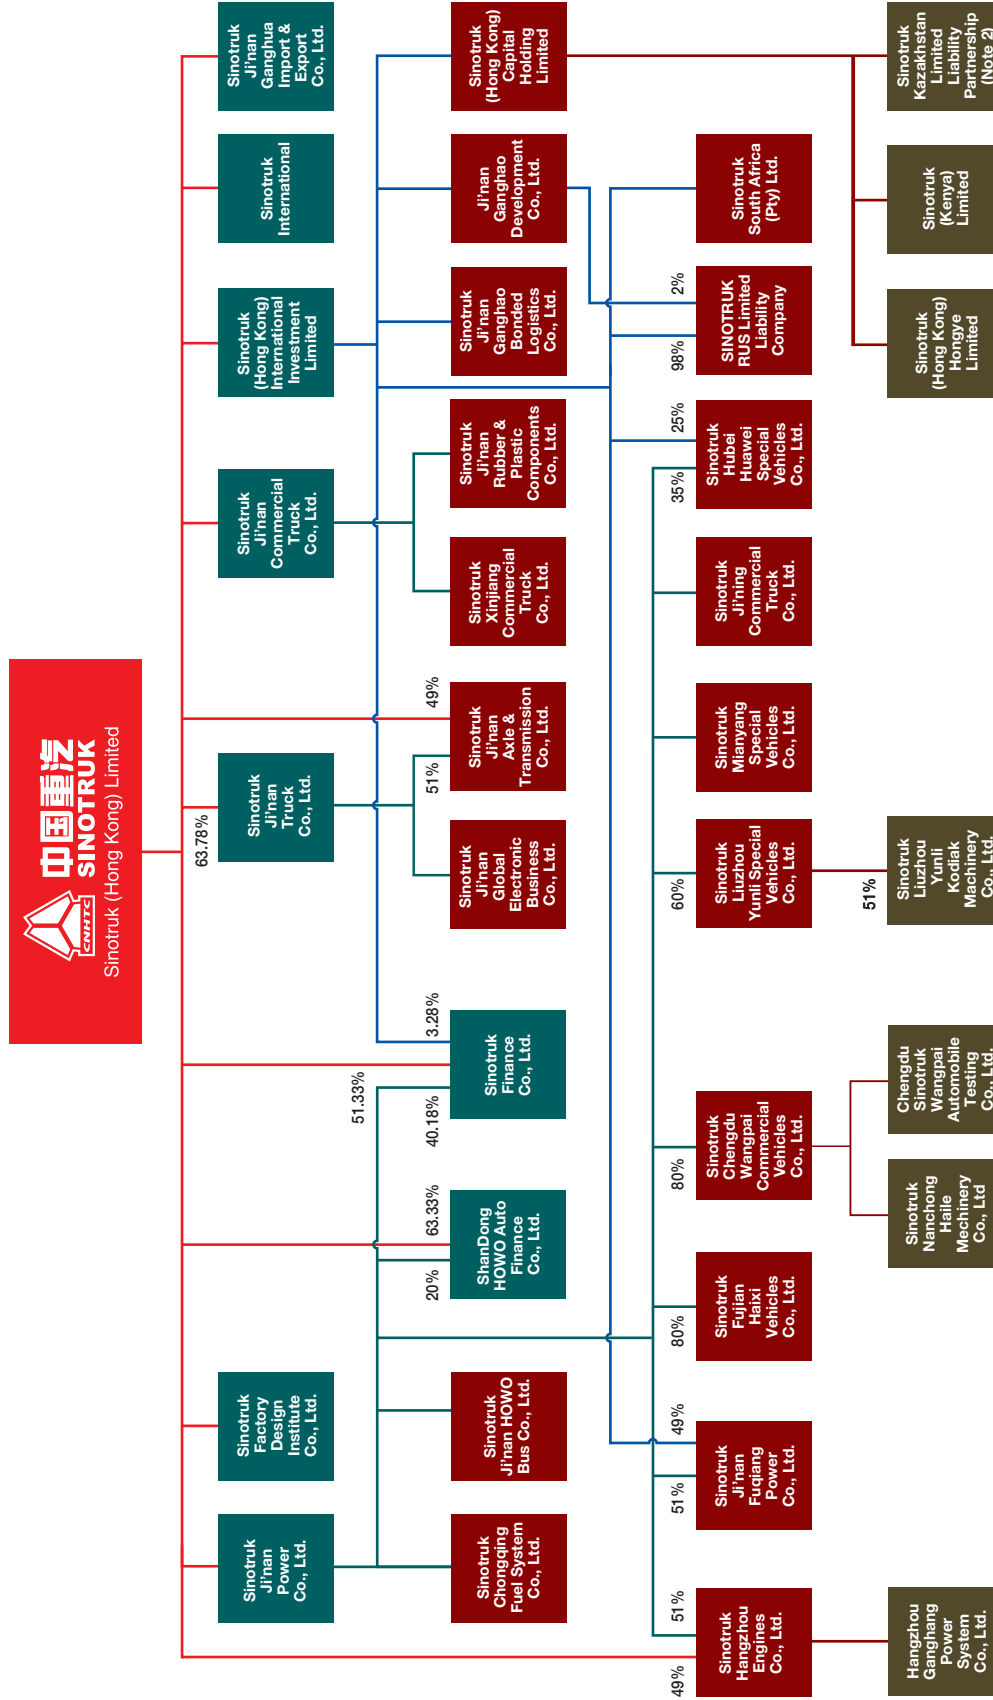 中国重汽
CNHTC
SINOTRUK
Sinotruk (Hong Kong) Limited
63.78%
Sinotruk
Ji'nan
Power
Co., Ltd.
Sinotruk
Factory
Design
Institute
Co., Ltd.
Sinotruk
Ji'nan
Truck
Co., Ltd.
Sinotruk
Ji'nan
Commercial
Truck
Co., Ltd.
Sinotruk
(Hong Kong)
International
Investment
Limited
Sinotruk
International
Sinotruk
Ji'nan
Ganghua
Import &
Export
Co., Ltd.
51.33%
20%
63.33%
40.18%
3.28%
51%
49%
Sinotruk
Chongqing
Fuel System
Co., Ltd.
Sinotruk
Ji'nan HOWO
Bus Co., Ltd.
ShanDong
HOWO Auto
Finance
Co., Ltd.
Sinotruk
Finance
Co., Ltd.
Sinotruk
Ji'nan
Global
Electronic
Business
Co., Ltd.
Sinotruk
Ji'nan
Axle &
Transmission
Co., Ltd.
Sinotruk
Xinjiang
Commercial
Truck
Co., Ltd.
Sinotruk
Ji'nan
Rubber &
Plastic
Components
Co., Ltd.
Sinotruk
Ji'nan
Ganghao
Bonded
Logistics
Co., Ltd.
Ji'nan
Ganghao
Development
Co., Ltd.
Sinotruk
(Hong Kong)
Capital
Holding
Limited
49%
51%
51%
49%
80%
80%
60%
35%
25%
98%
2%
Sinotruk
Hangzhou
Engines
Co., Ltd.
Sinotruk
Ji'nan
Fuqiang
Power
Co., Ltd.
Sinotruk
Fujian
Haixi
Vehicles
Co., Ltd.
Sinotruk
Chengdu
Wangpai
Commercial
Vehicles
Co., Ltd.
Sinotruk
Liuzhou
Yunli Special
Vehicles
Co., Ltd.
Sinotruk
Mianyang
Special
Vehicles
Co., Ltd.
Sinotruk
Ji'ning
Commercial
Truck
Co., Ltd.
Sinotruk
Hubei
Huawei
Special
Vehicles
Co., Ltd.
SINOTRUK
RUS Limited
Liability
Company
Sinotruk
South Africa
(Pty) Ltd.
51%
Hangzhou
Ganghang
Power
System
Co., Ltd.
Sinotruk
Nanchong
Haile
Mechinery
Co., Ltd
Chengdu
Sinotruk
Wangpai
Automobile
Testing
Co., Ltd.
Sinotruk
Liuzhou
Yunli
Kodiak
Machinery
Co., Ltd.
Sinotruk
(Hong Kong)
Hongye
Limited
Sinotruk
(Kenya)
Limited
Sinotruk
Kazakhstan
Limited
Liability
Partnership
(Note 2)